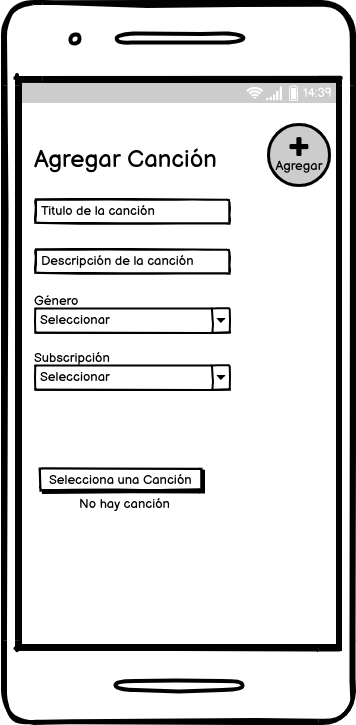 14:39
Agregar Canción
Agregar
Titulo de la canción
Descripción de la canción
Género
Seleccionar
Subscripción
Seleccionar
Selecciona una Canción
No hay canción